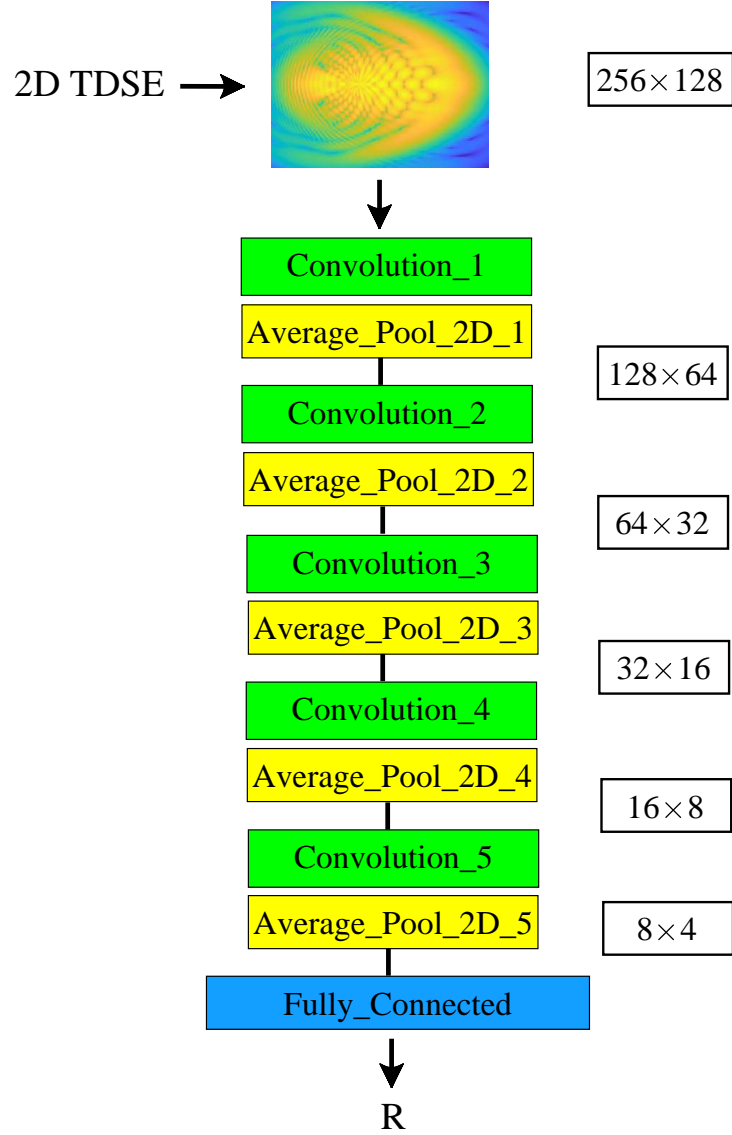 2D TDSE
256×128
Convolution_1
Average_Pool_2D_1
128×64
Convolution_2
Average_Pool_2D_2
64×32
Convolution_3
Average_Pool_2D_3
32×16
Convolution_4
Average_Pool_2D_4
16×8
Convolution_5
Average_Pool_2D_5
8×4
Fully_Connected
R